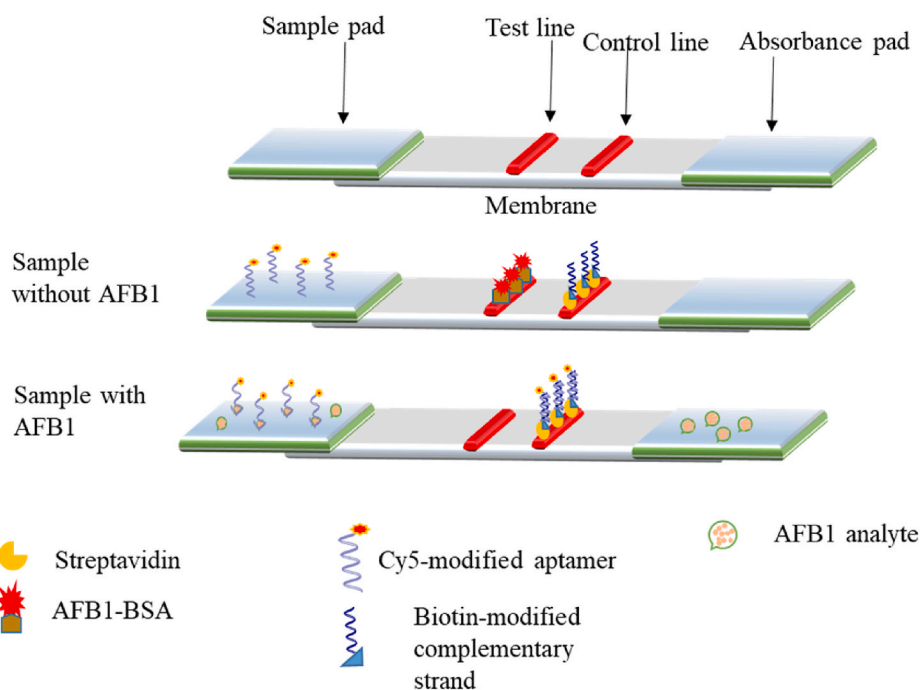 Sample pad
Test line
Control line
Absorbance pad
Membrane
Sample
without AFB1
Sample with
AFB1
Streptavidin
Cy5-modified aptamer
AFB1 analyte
AFB1-BSA
Biotin-modified
complementary
strand